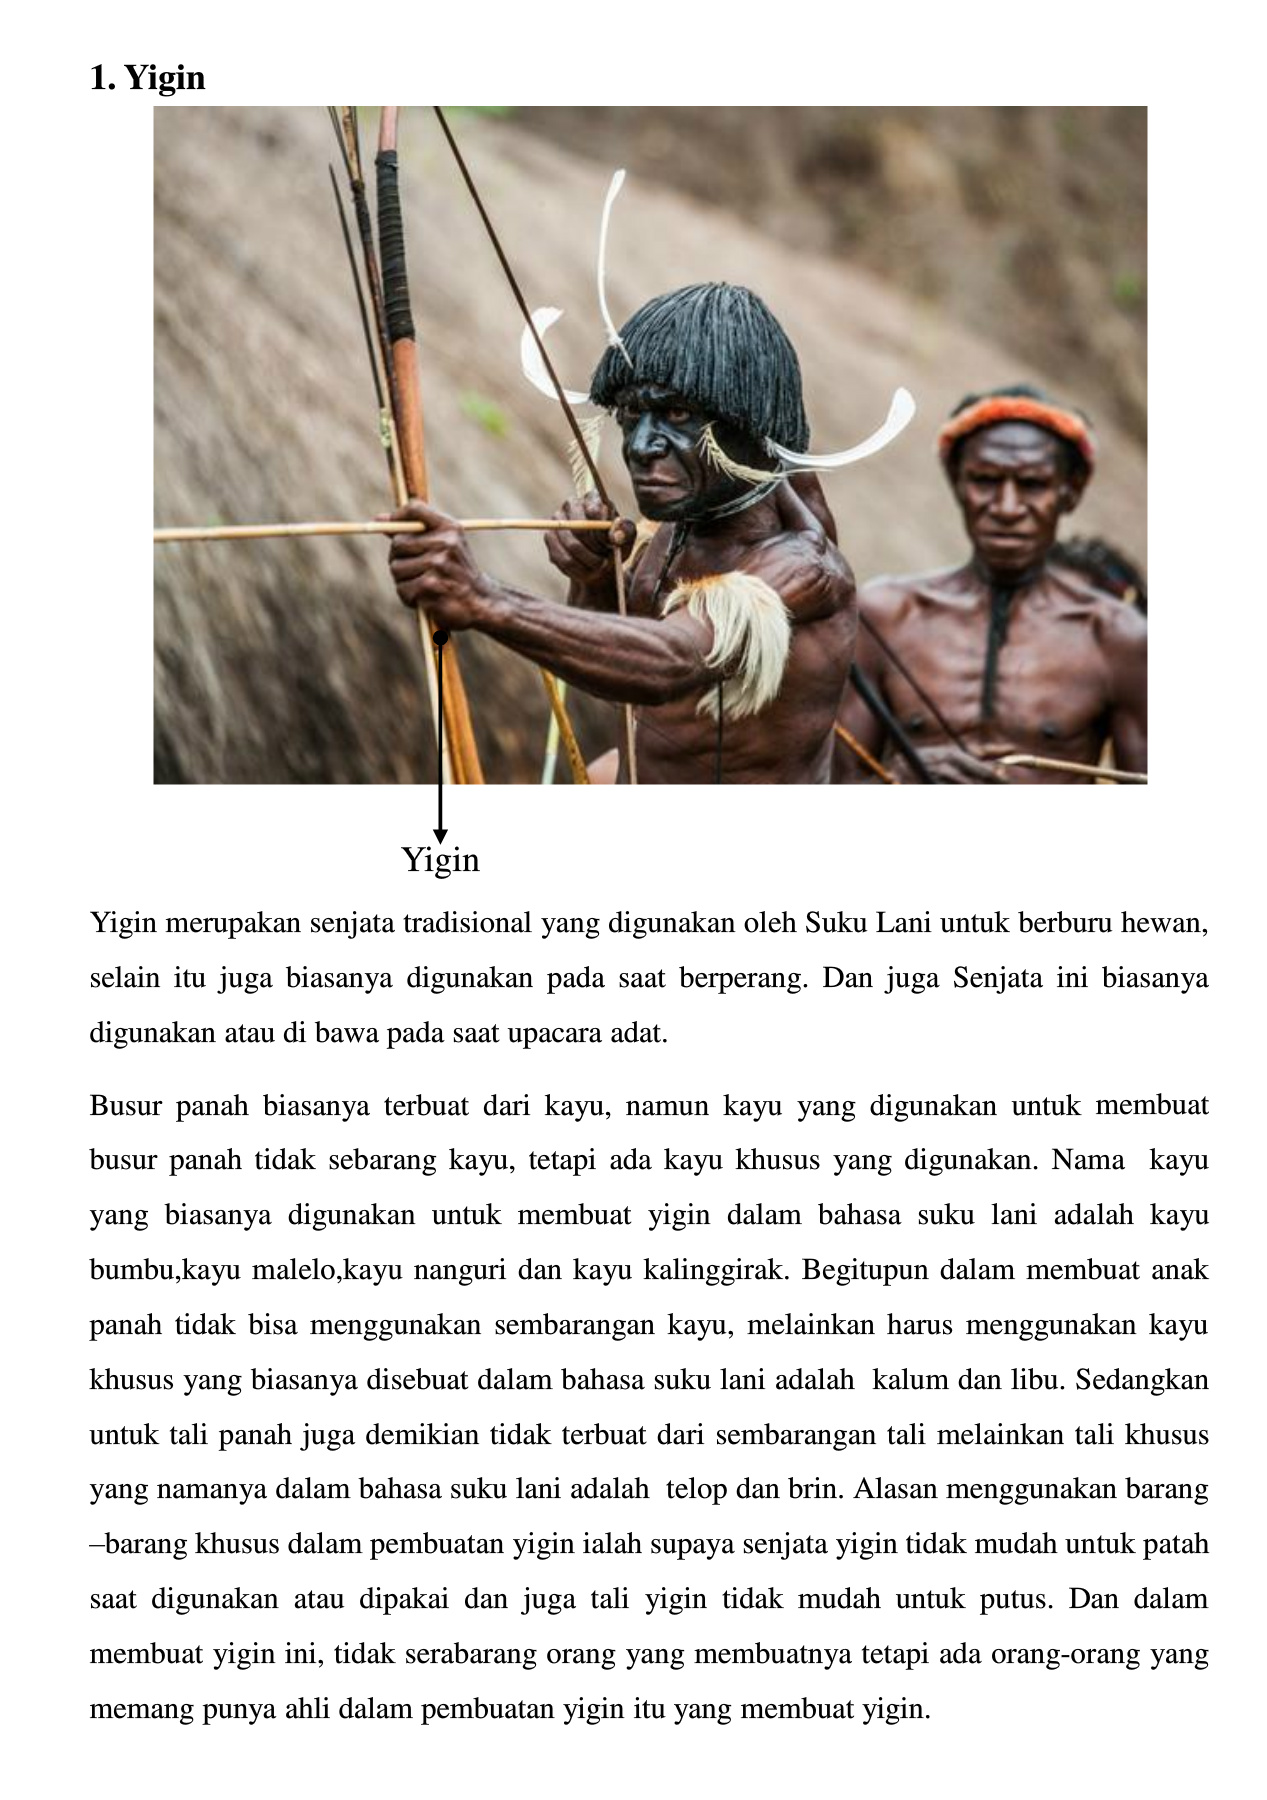 1. Yigin
Yigin
Yigin merupakan senjata tradisional yang digunakan oleh Suku Lani untuk berburu hewan,
selain itu juga biasanya digunakan pada saat berperang. Dan juga Senjata ini biasanya
digunakan atau di bawa pada saat upacara adat.
Busur panah biasanya terbuat dari kayu, namun kayu yang digunakan untuk membuat
busur panah tidak sebarang kayu, tetapi ada kayu khusus yang digunakan. Nama kayu
yang biasanya digunakan untuk membuat yigin dalam bahasa suku lani adalah kayu
bumbu,kayu malelo,kayu nanguri dan kayu kalinggirak. Begitupun dalam membuat anak
panah tidak bisa menggunakan sembarangan kayu, melainkan harus menggunakan kayu
khusus yang biasanya disebuat dalam bahasa suku lani adalah kalum dan libu. Sedangkan
untuk tali panah juga demikian tidak terbuat dari sembarangan tali melainkan tali khusus
yang namanya dalam bahasa suku lani adalah telop dan brin. Alasan menggunakan barang
–barang khusus dalam pembuatan yigin ialah supaya senjata yigin tidak mudah untuk patah
saat digunakan atau dipakai dan juga tali yigin tidak mudah untuk putus. Dan dalam
membuat yigin ini, tidak serabarang orang yang membuatnya tetapi ada orang-orang yang
memang punya ahli dalam pembuatan yigin itu yang membuat yigin.